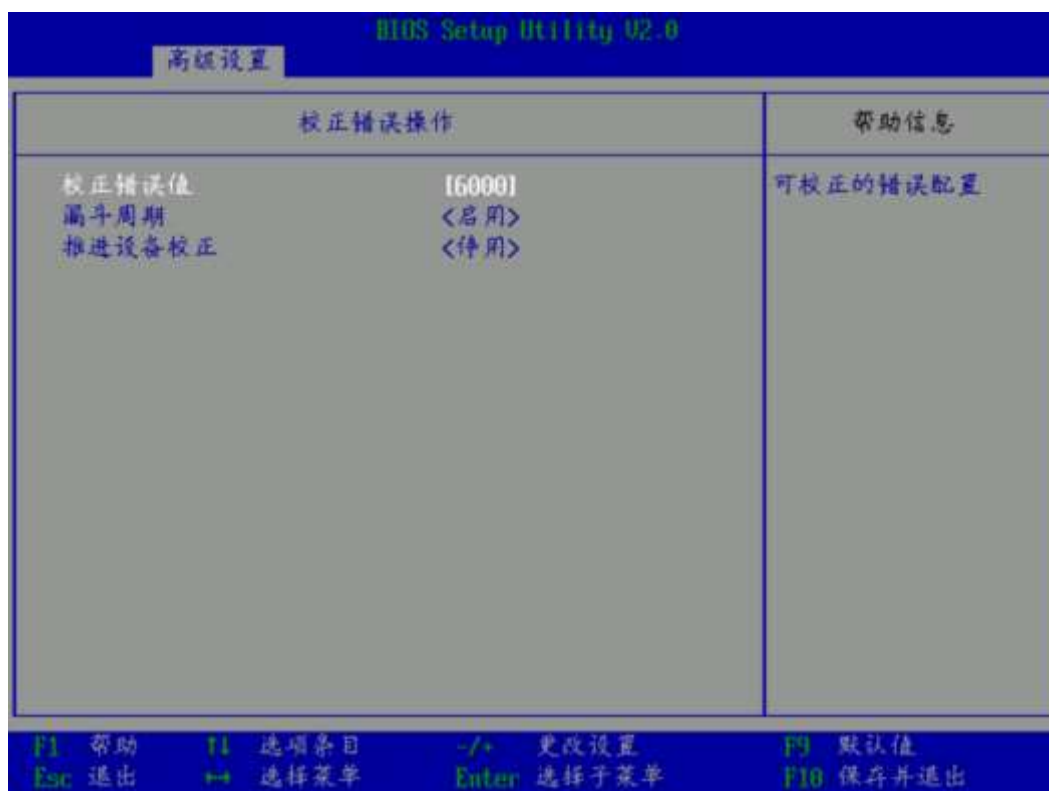 BIOS Setup Utility V2.0
高级设置
校正错误操作
帮助信息
校正错误值 [6000]
漏斗周期 <启用>
推进设备校正 <停用>
可校正的错误配置
F1 帮助 ↑↓ 选项条目 -/+ 更改设置 F9 默认值
Esc 退出 ←→ 选择菜单 Enter 选择子菜单 F10 保存并退出